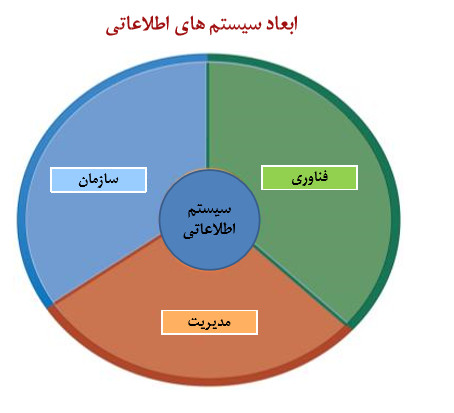 ابعاد سیستم های اطلاعاتی
فناوری
سازمان
سیستم
اطلاعاتی
مدیریت